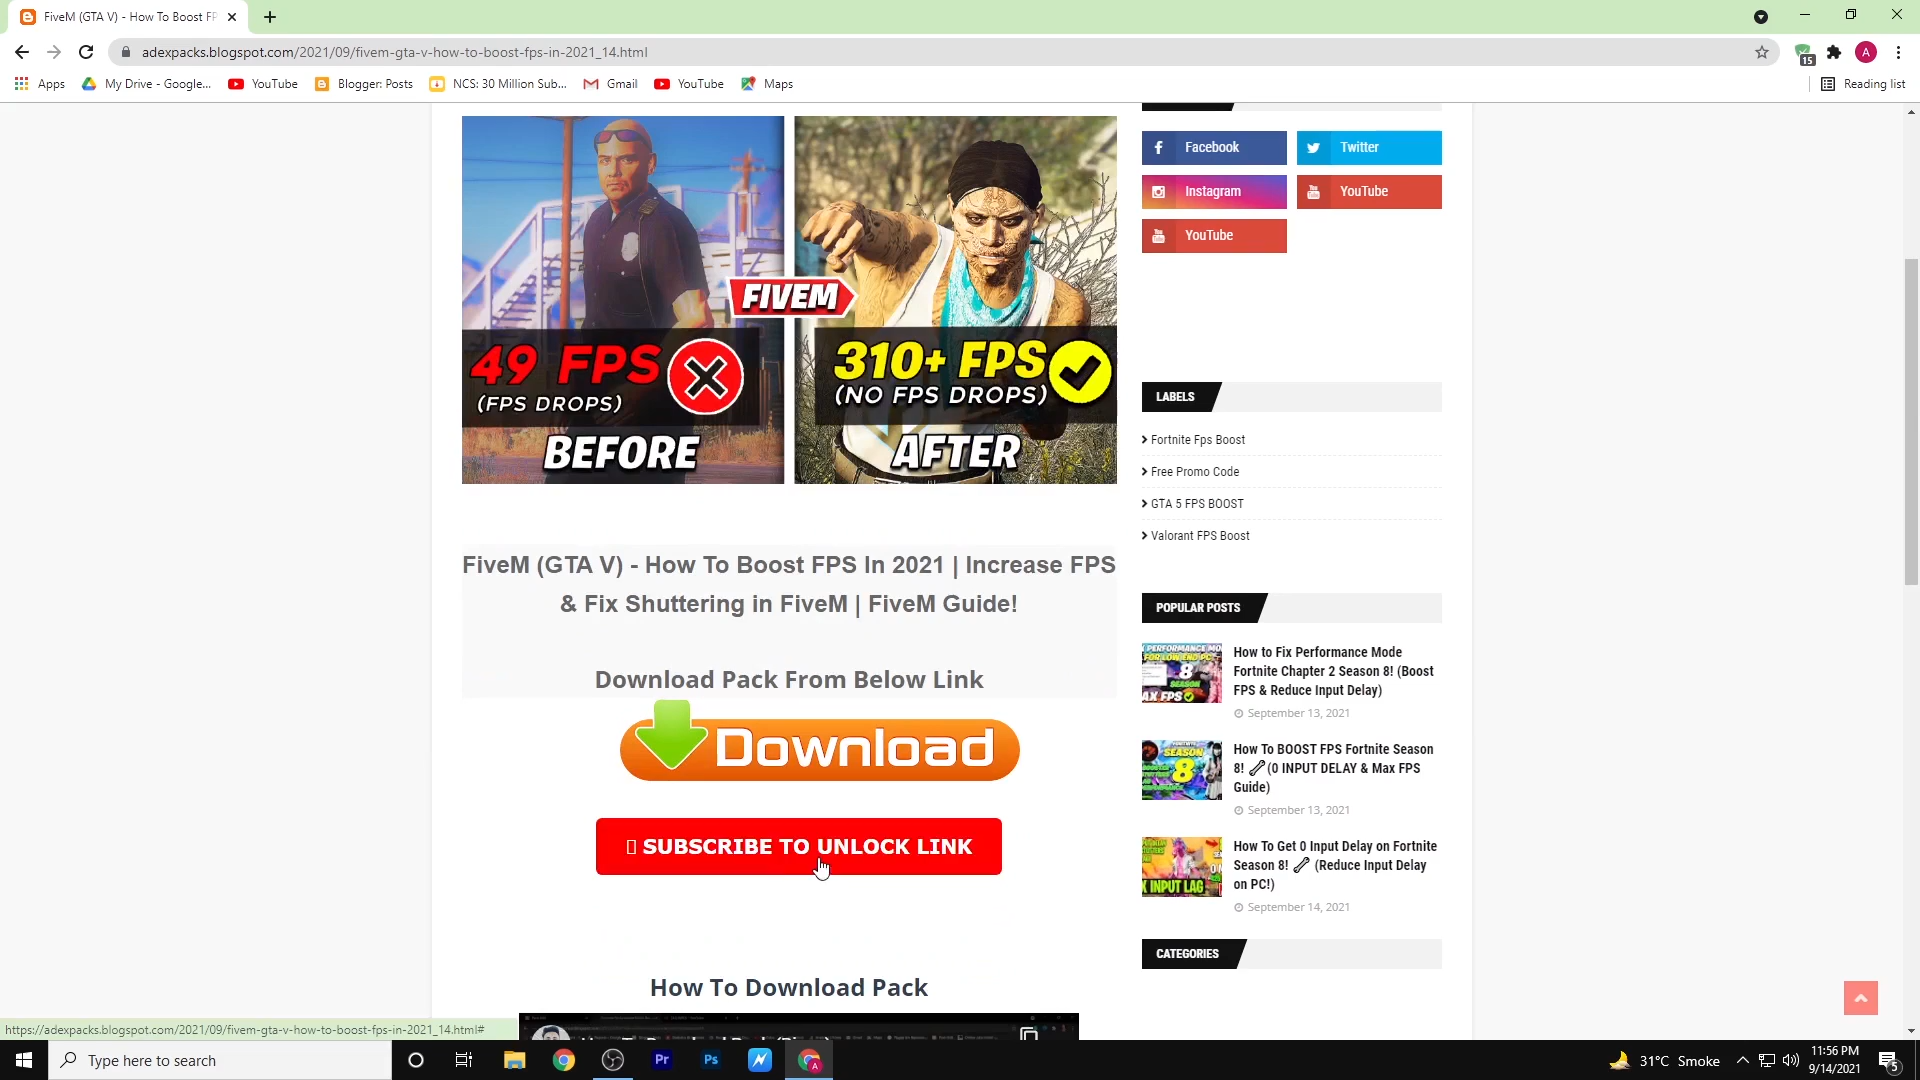 FiveM (GTA V) - How To Boost FP
adexpacks.blogspot.com/2021/09/fivem-gta-v-how-to-boost-fps-in-2021_14.html
15
A
Apps
My Drive - Google...
YouTube
Blogger: Posts
NCS: 30 Million Sub...
Gmail
YouTube
Maps
Reading list
FIVEM
49 FPS
(FPS DROPS)
BEFORE
310+ FPS
(NO FPS DROPS)
AFTER
FiveM (GTA V) - How To Boost FPS In 2021 | Increase FPS
& Fix Shuttering in FiveM | FiveM Guide!
Download Pack From Below Link
Download
SUBSCRIBE TO UNLOCK LINK
How To Download Pack
Facebook
Twitter
Instagram
YouTube
YouTube
LABELS
Fortnite Fps Boost
Free Promo Code
GTA 5 FPS BOOST
Valorant FPS Boost
POPULAR POSTS
How to Fix Performance Mode
Fortnite Chapter 2 Season 8! (Boost
FPS & Reduce Input Delay)
September 13, 2021
How To BOOST FPS Fortnite Season
8! 🦴(0 INPUT DELAY & Max FPS
Guide)
September 13, 2021
How To Get 0 Input Delay on Fortnite
Season 8! 🦴 (Reduce Input Delay
on PC!)
September 14, 2021
CATEGORIES
https://adexpacks.blogspot.com/2021/09/fivem-gta-v-how-to-boost-fps-in-2021_14.html#
Type here to search
Pr
Ps
31°C Smoke
11:56 PM
9/14/2021
5